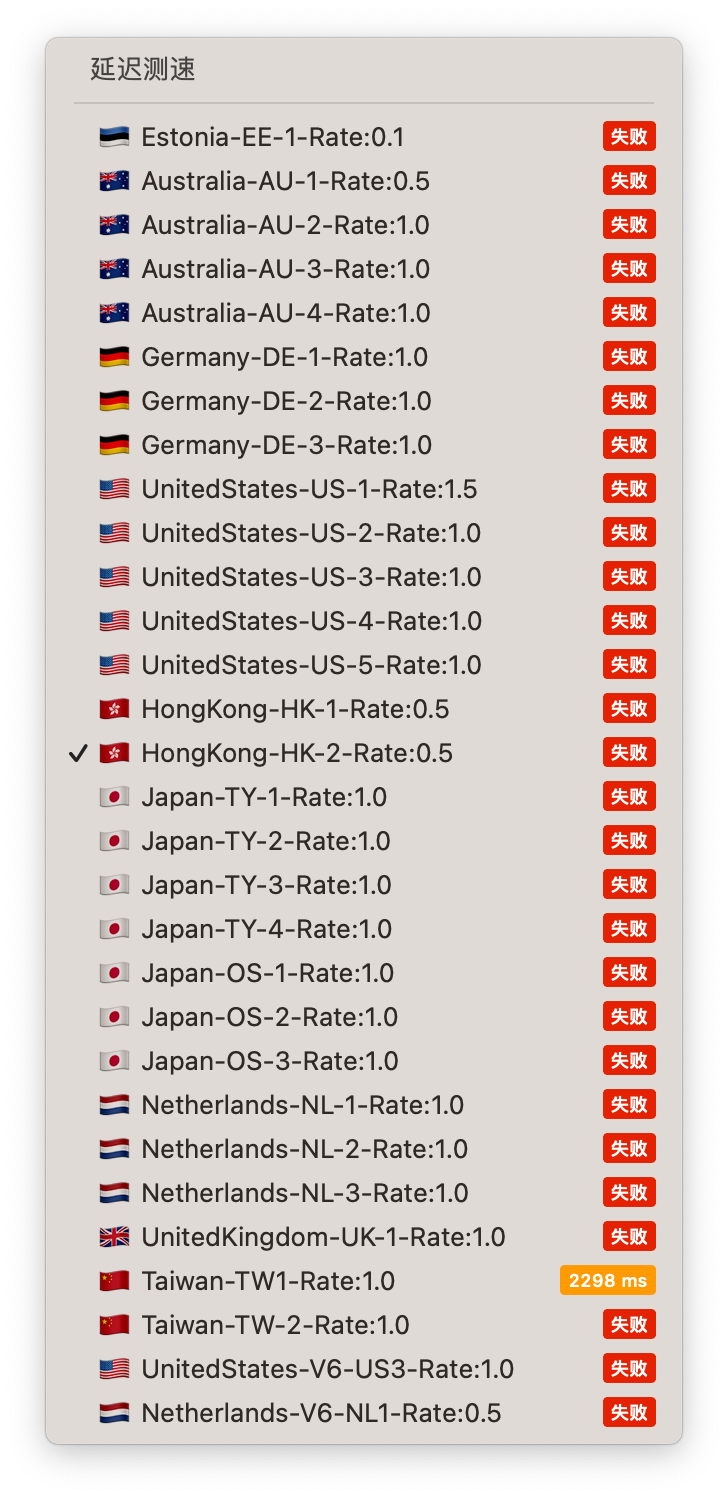 延迟测速
Estonia-EE-1-Rate:0.1 失败
Australia-AU-1-Rate:0.5 失败
Australia-AU-2-Rate:1.0 失败
Australia-AU-3-Rate:1.0 失败
Australia-AU-4-Rate:1.0 失败
Germany-DE-1-Rate:1.0 失败
Germany-DE-2-Rate:1.0 失败
Germany-DE-3-Rate:1.0 失败
UnitedStates-US-1-Rate:1.5 失败
UnitedStates-US-2-Rate:1.0 失败
UnitedStates-US-3-Rate:1.0 失败
UnitedStates-US-4-Rate:1.0 失败
UnitedStates-US-5-Rate:1.0 失败
HongKong-HK-1-Rate:0.5 失败
HongKong-HK-2-Rate:0.5 失败
Japan-TY-1-Rate:1.0 失败
Japan-TY-2-Rate:1.0 失败
Japan-TY-3-Rate:1.0 失败
Japan-TY-4-Rate:1.0 失败
Japan-OS-1-Rate:1.0 失败
Japan-OS-2-Rate:1.0 失败
Japan-OS-3-Rate:1.0 失败
Netherlands-NL-1-Rate:1.0 失败
Netherlands-NL-2-Rate:1.0 失败
Netherlands-NL-3-Rate:1.0 失败
UnitedKingdom-UK-1-Rate:1.0 失败
Taiwan-TW1-Rate:1.0 2298 ms
Taiwan-TW-2-Rate:1.0 失败
UnitedStates-V6-US3-Rate:1.0 失败
Netherlands-V6-NL1-Rate:0.5 失败